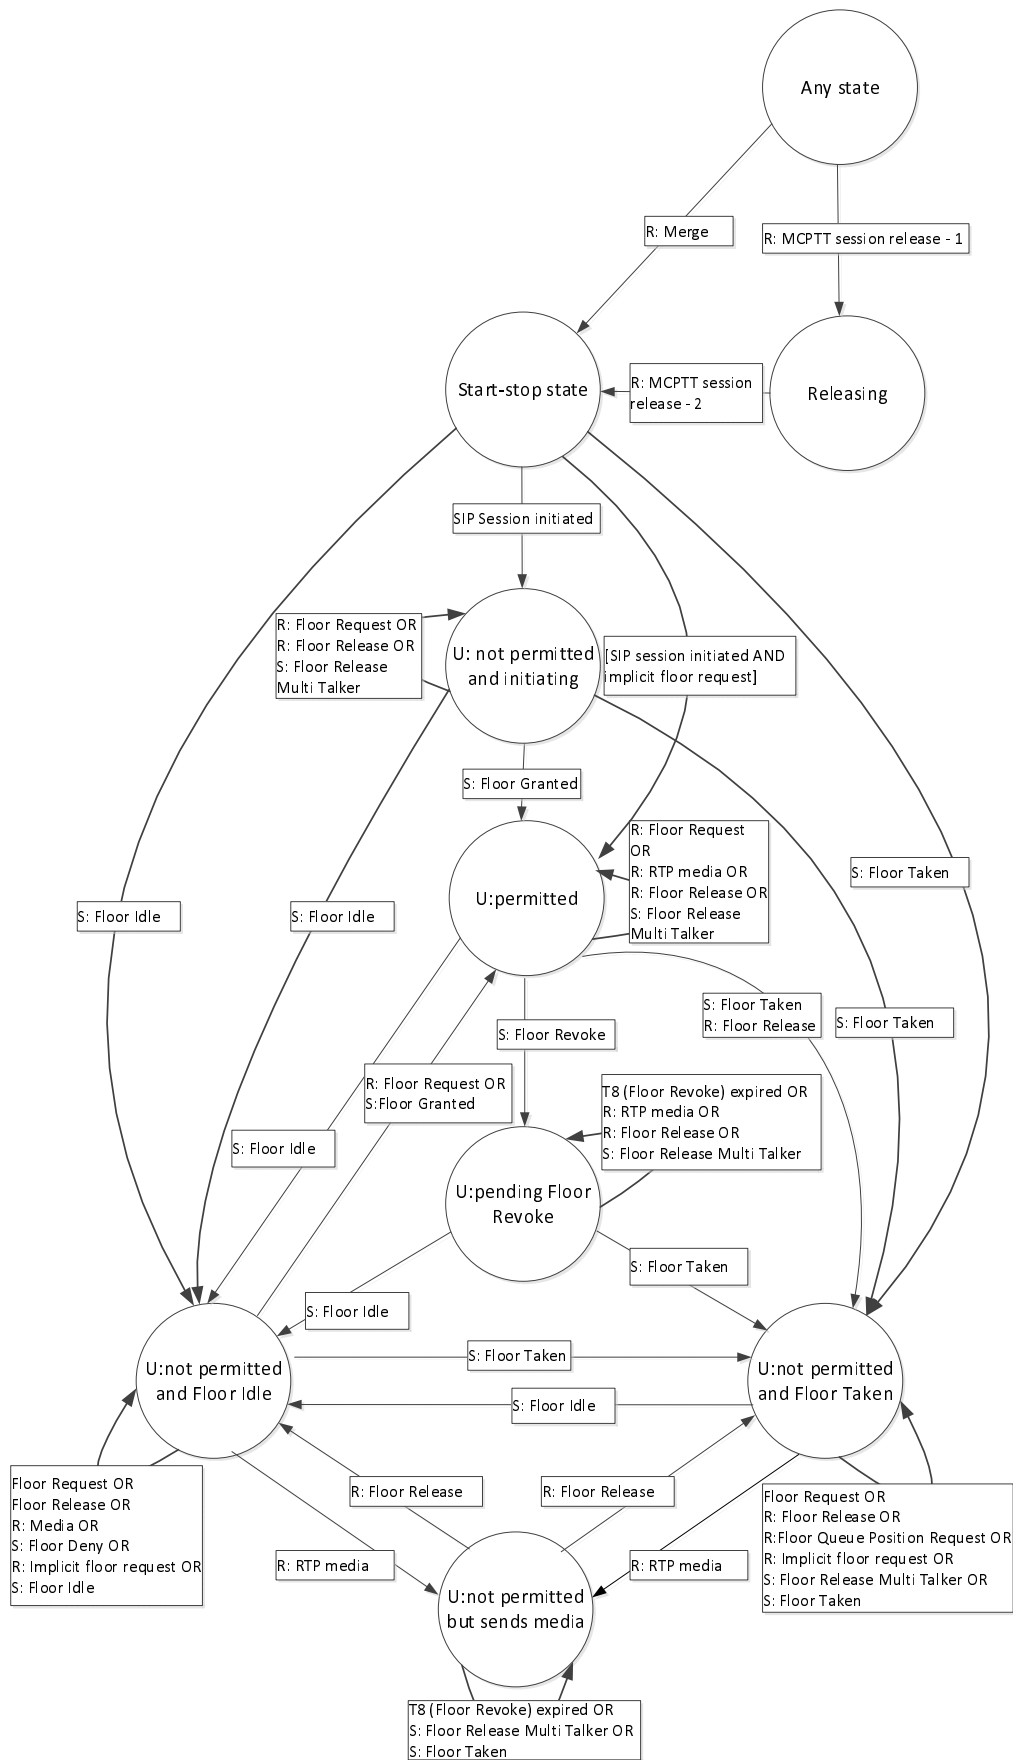 Any state
R: Merge
R: MCPTT session release - 1
Start-stop state
R: MCPTT session
release - 2
Releasing
SIP Session initiated
R: Floor Request OR
R: Floor Release OR
S: Floor Release
Multi Talker
U: not permitted
and initiating
[SIP session initiated AND
implicit floor request]
S: Floor Granted
U:permitted
R: Floor Request
OR
R: RTP media OR
R: Floor Release OR
S: Floor Release
Multi Talker
S: Floor Taken
S: Floor Idle
S: Floor Idle
S: Floor Taken
R: Floor Release
S: Floor Taken
S: Floor Revoke
R: Floor Request OR
S:Floor Granted
T8 (Floor Revoke) expired OR
R: RTP media OR
R: Floor Release OR
S: Floor Release Multi Talker
S: Floor Idle
U:pending Floor
Revoke
S: Floor Taken
S: Floor Idle
U:not permitted
and Floor Idle
S: Floor Taken
U:not permitted
and Floor Taken
S: Floor Idle
Floor Request OR
Floor Release OR
R: Media OR
S: Floor Deny OR
R: Implicit floor request OR
S: Floor Idle
R: Floor Release
R: Floor Release
Floor Request OR
R: Floor Release OR
R:Floor Queue Position Request OR
R: Implicit floor request OR
S: Floor Release Multi Talker OR
S: Floor Taken
R: RTP media
R: RTP media
U:not permitted
but sends media
T8 (Floor Revoke) expired OR
S: Floor Release Multi Talker OR
S: Floor Taken